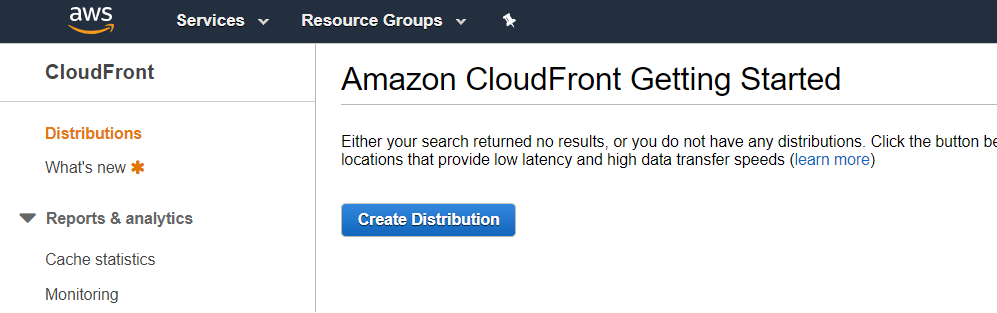 aws
Services
Resource Groups
CloudFront
Distributions
What's new
Reports & analytics
Cache statistics
Monitoring
Amazon CloudFront Getting Started
Either your search returned no results, or you do not have any distributions. Click the button
locations that provide low latency and high data transfer speeds (learn more)
Create Distribution